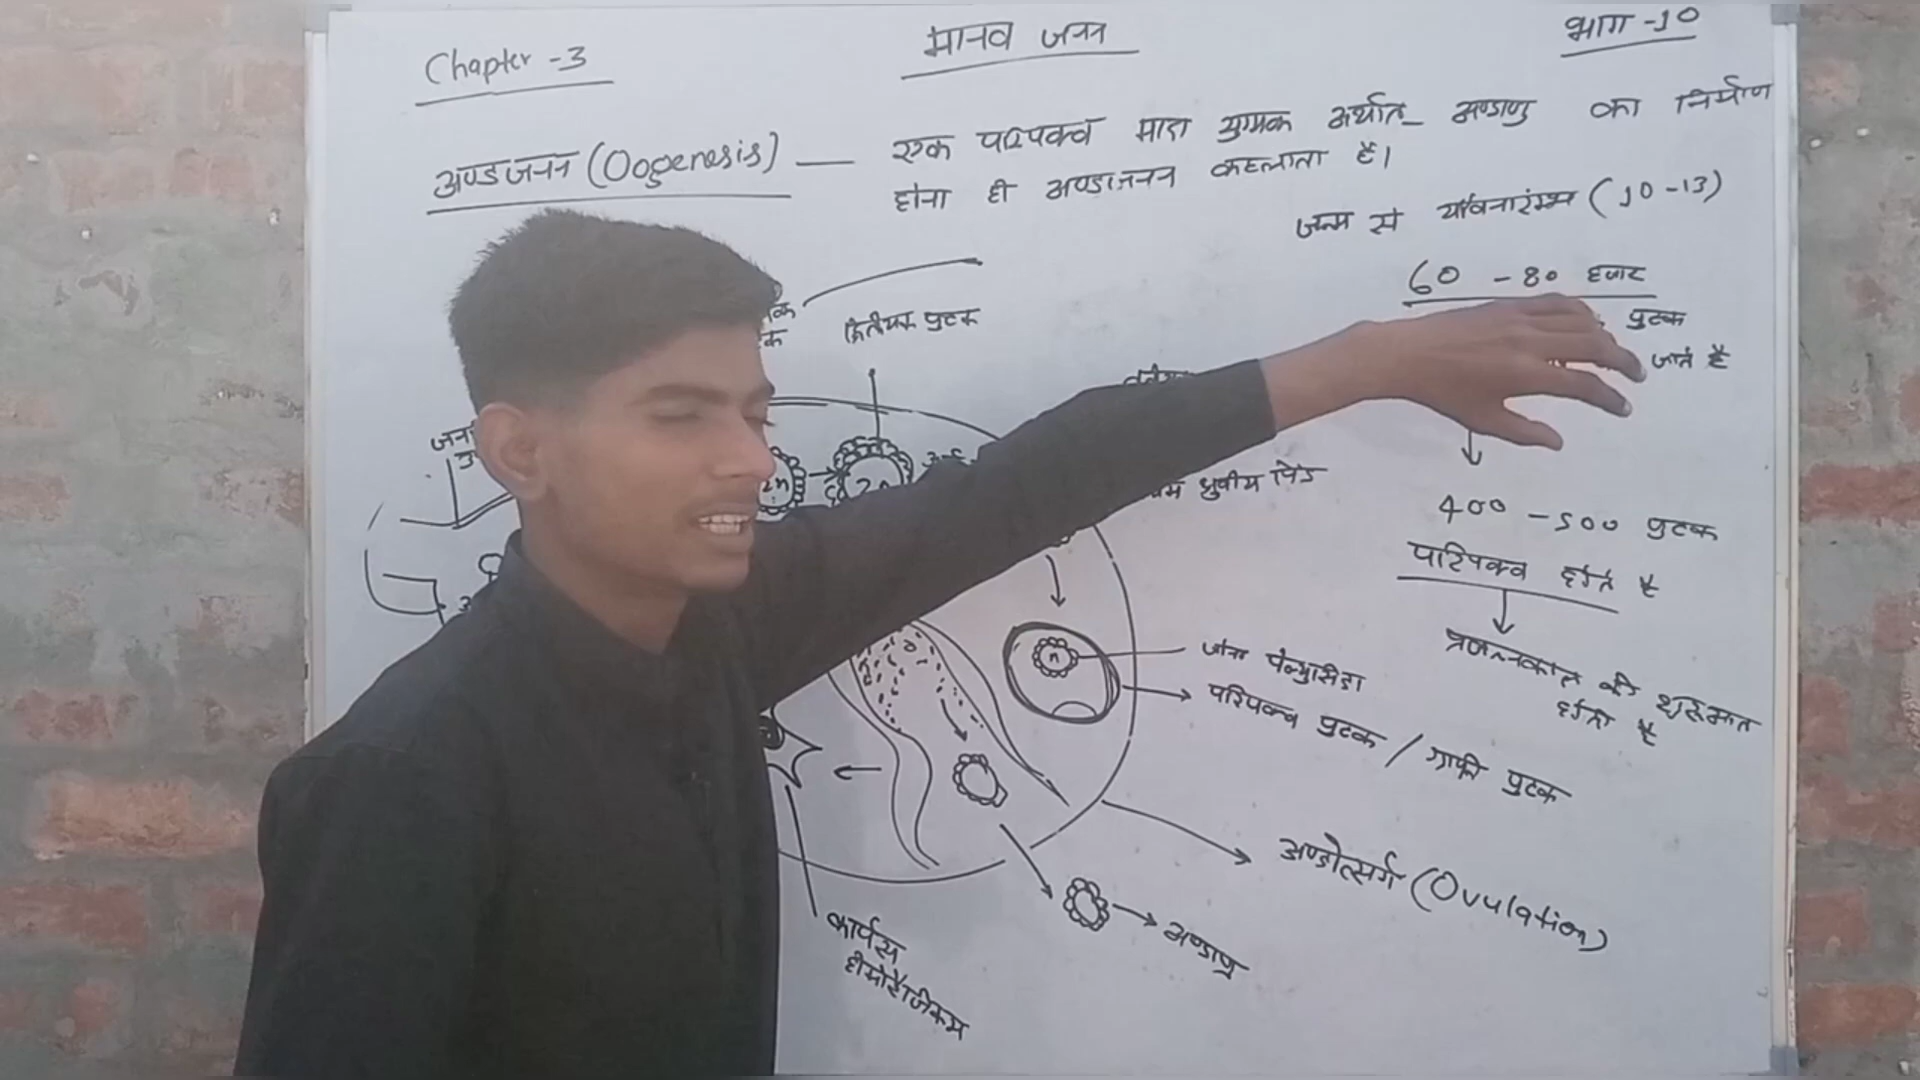 Chapter -3
मानव जनन
भाग -10
अण्डजनन (Oogenesis) — एक परिपक्व मादा युग्मक अर्थात अण्डाणु का निर्माण
होना ही अण्डाजनन कहलाता है।
जन्म से यौवनारंम्भ (10-13)
60 - 80 हजार
पुटक
जाते है
द्वितीयक पुटक
ध्रुवीय पिंड
2n
400 - 500 पुटक
परिपक्व होते है
प्रजननकाल की शुरूआत
होती है
n
जोना पेल्युसिडा
परिपक्व पुटक / ग्राफी पुटक
अण्डोत्सर्ग (Ovulation)
अण्डाणु
कार्पस
हीमोरैजिकम